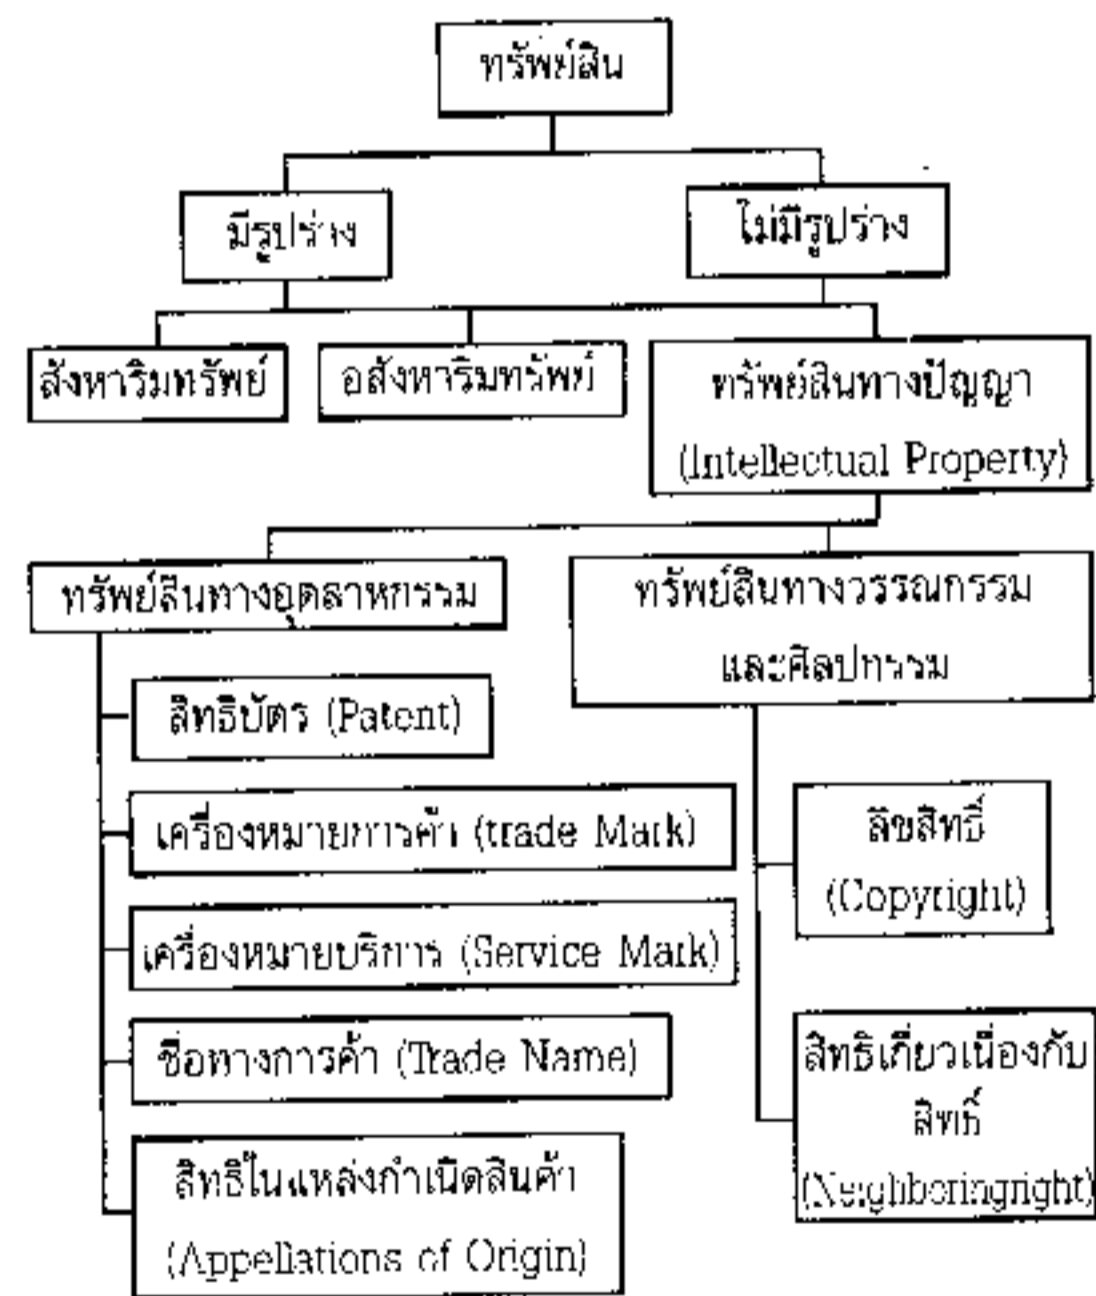 ทรัพย์สิน
มีรูปร่าง
ไม่มีรูปร่าง
สังหาริมทรัพย์
อสังหาริมทรัพย์
ทรัพย์สินทางปัญญา
(Intellectual Property)
ทรัพย์สินทางอุตสาหกรรม
ทรัพย์สินทางวรรณกรรม
และศิลปกรรม
สิทธิบัตร (Patent)
เครื่องหมายการค้า (trade Mark)
เครื่องหมายบริการ (Service Mark)
ชื่อทางการค้า (Trade Name)
สิทธิในแหล่งกำเนิดสินค้า
(Appellations of Origin)
ลิขสิทธิ์
(Copyright)
สิทธิเกี่ยวเนื่องกับ
สิทธิ์
(Neighboringright)